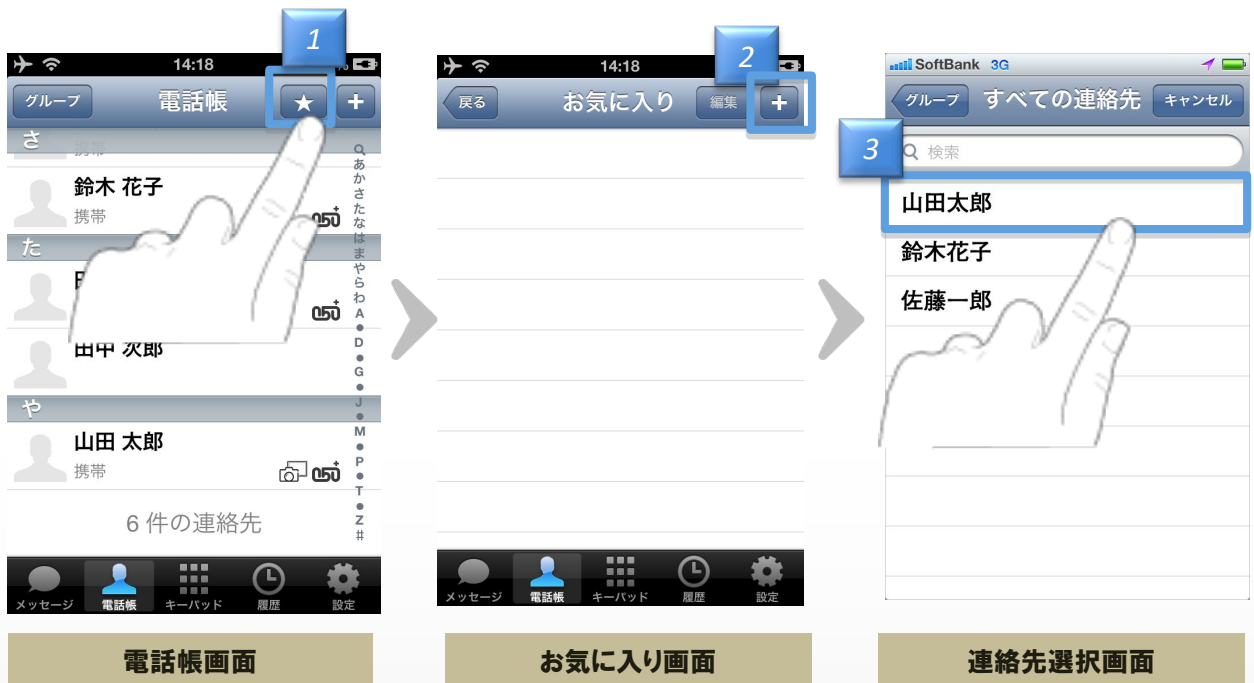 1
14:18
グループ
電話帳
★
+
さ
携帯
鈴木 花子
携帯
050+
た
050+
田中 次郎
や
山田 太郎
携帯
050+
6 件の連絡先
あ
か
さ
た
な
は
ま
や
ら
わ
A
●
D
●
G
●
J
●
M
●
P
●
T
●
Z
#
メッセージ
電話帳
キーパッド
履歴
設定
電話帳画面
2
14:18
戻る
お気に入り
編集
+
メッセージ
電話帳
キーパッド
履歴
設定
お気に入り画面
3
SoftBank 3G
グループ
すべての連絡先
キャンセル
検索
山田太郎
鈴木花子
佐藤一郎
連絡先選択画面